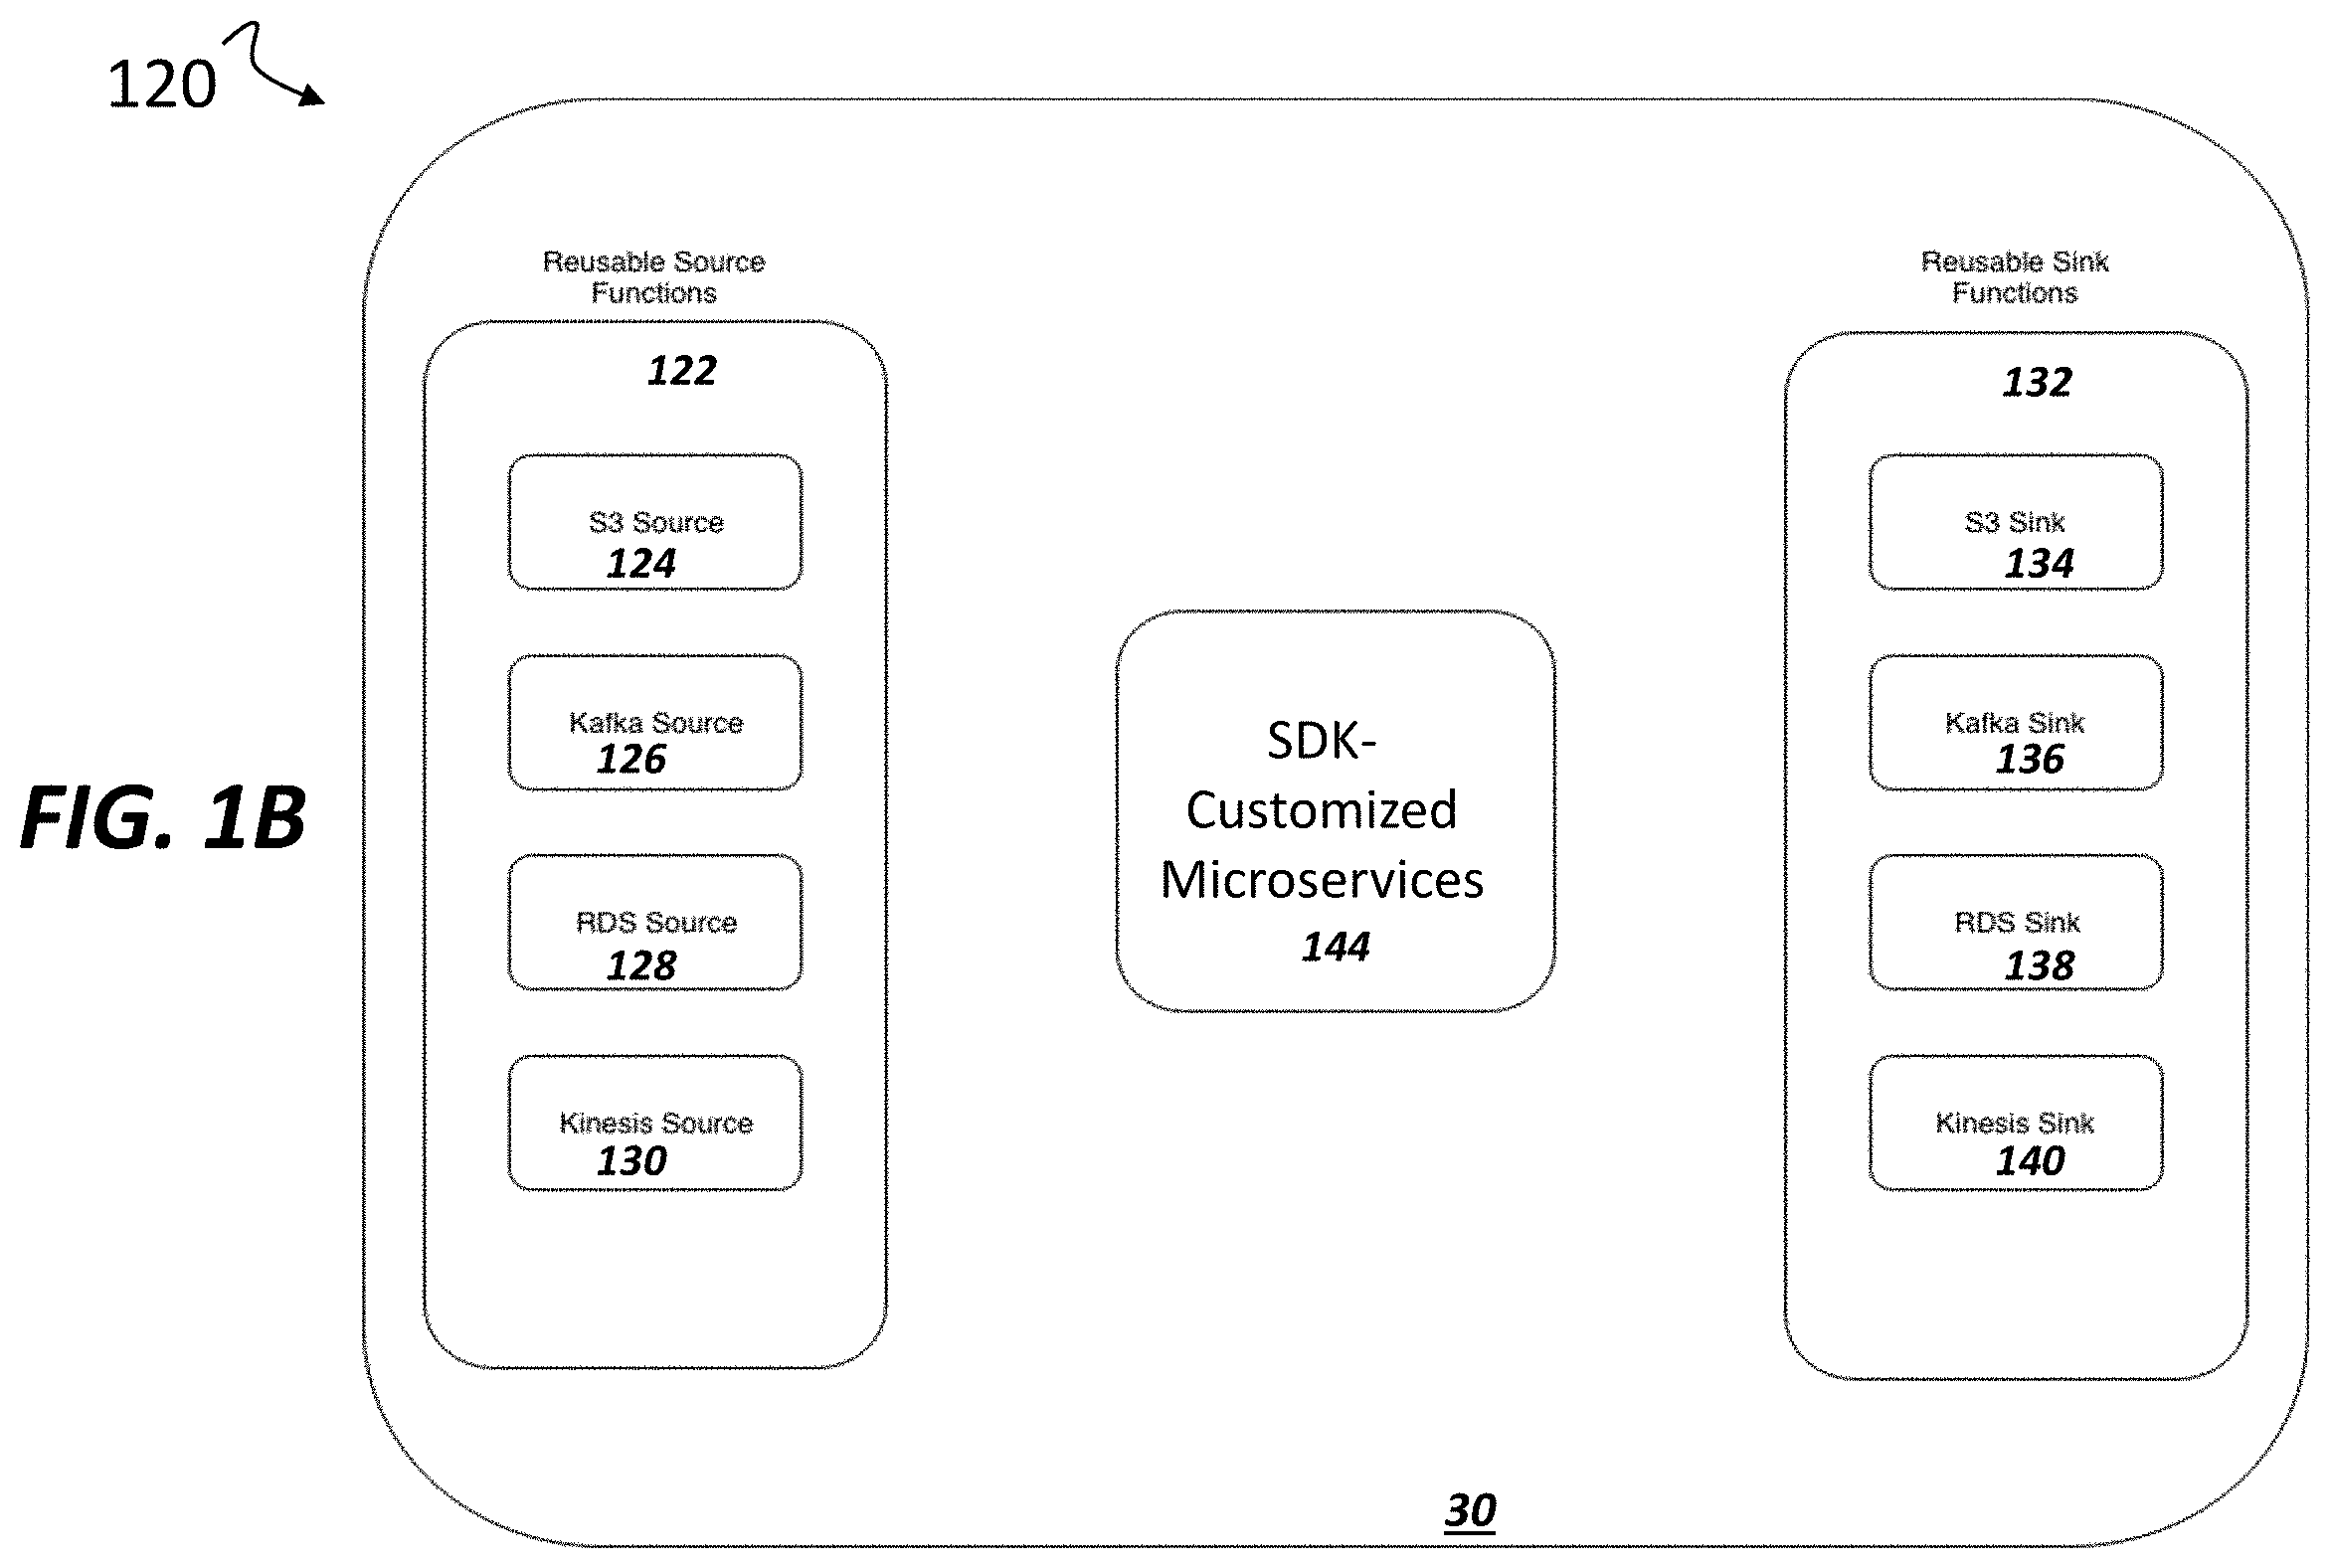 120
Reusable Source
Functions
122
S3 Source
124
Kafka Source
126
RDS Source
128
Kinesis Source
130
FIG. 1B
SDK-
Customized
Microservices
144
Reusable Sink
Functions
132
S3 Sink
134
Kafka Sink
136
RDS Sink
138
Kinesis Sink
140
30